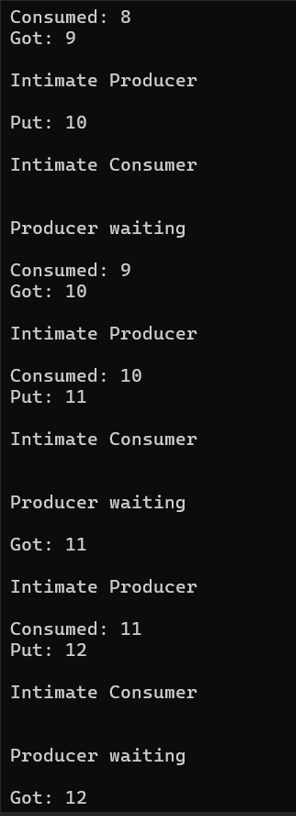 Consumed: 8
Got: 9
Intimate Producer
Put: 10
Intimate Consumer
Producer waiting
Consumed: 9
Got: 10
Intimate Producer
Consumed: 10
Put: 11
Intimate Consumer
Producer waiting
Got: 11
Intimate Producer
Consumed: 11
Put: 12
Intimate Consumer
Producer waiting
Got: 12